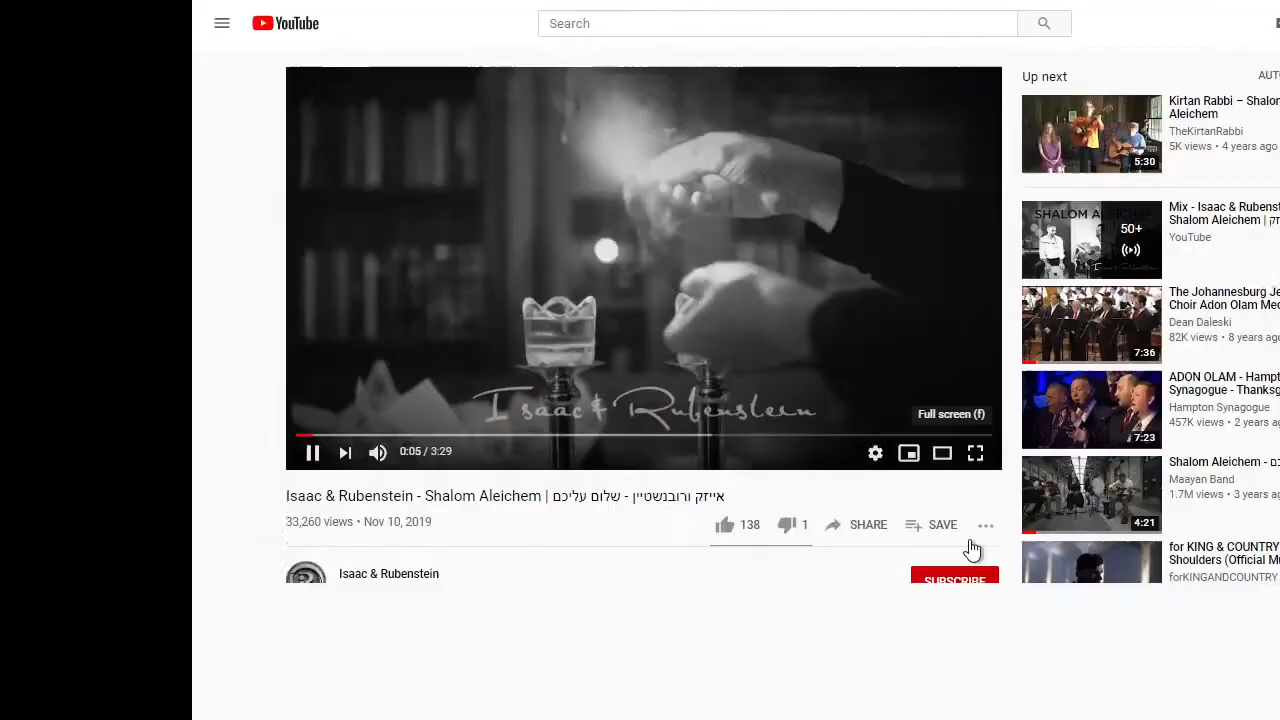 YouTube
Search
Isaac & Rubenstein
Full screen (f)
0:05 / 3:29
Isaac & Rubenstein - Shalom Aleichem | אייזק ורובנשטיין - שלום עליכם
33,260 views • Nov 10, 2019
138
1
SHARE
SAVE
Isaac & Rubenstein
SUBSCRIBE
Up next
AUT
Kirtan Rabbi – Shalom
Aleichem
TheKirtanRabbi
5K views • 4 years ago
5:30
SHALOM
50+
Mix - Isaac & Rubenst
Shalom Aleichem |
YouTube
The Johannesburg Je
Choir Adon Olam Med
Dean Daleski
82K views • 8 years ago
7:36
ADON OLAM - Hampt
Synagogue - Thanksg
Hampton Synagogue
457K views • 2 years ag
7:23
Shalom Aleichem -
Maayan Band
1.7M views • 3 years ag
4:21
for KING & COUNTRY
Shoulders (Official Mu
forKINGANDCOUNTRY